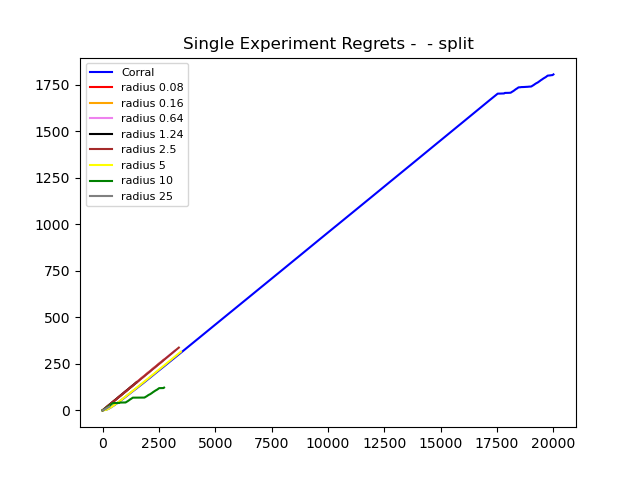 Single Experiment Regrets -  - split
1750
1500
1250
1000
750
500
250
0
Corral
radius 0.08
radius 0.16
radius 0.64
radius 1.24
radius 2.5
radius 5
radius 10
radius 25
0 2500 5000 7500 10000 12500 15000 17500 20000